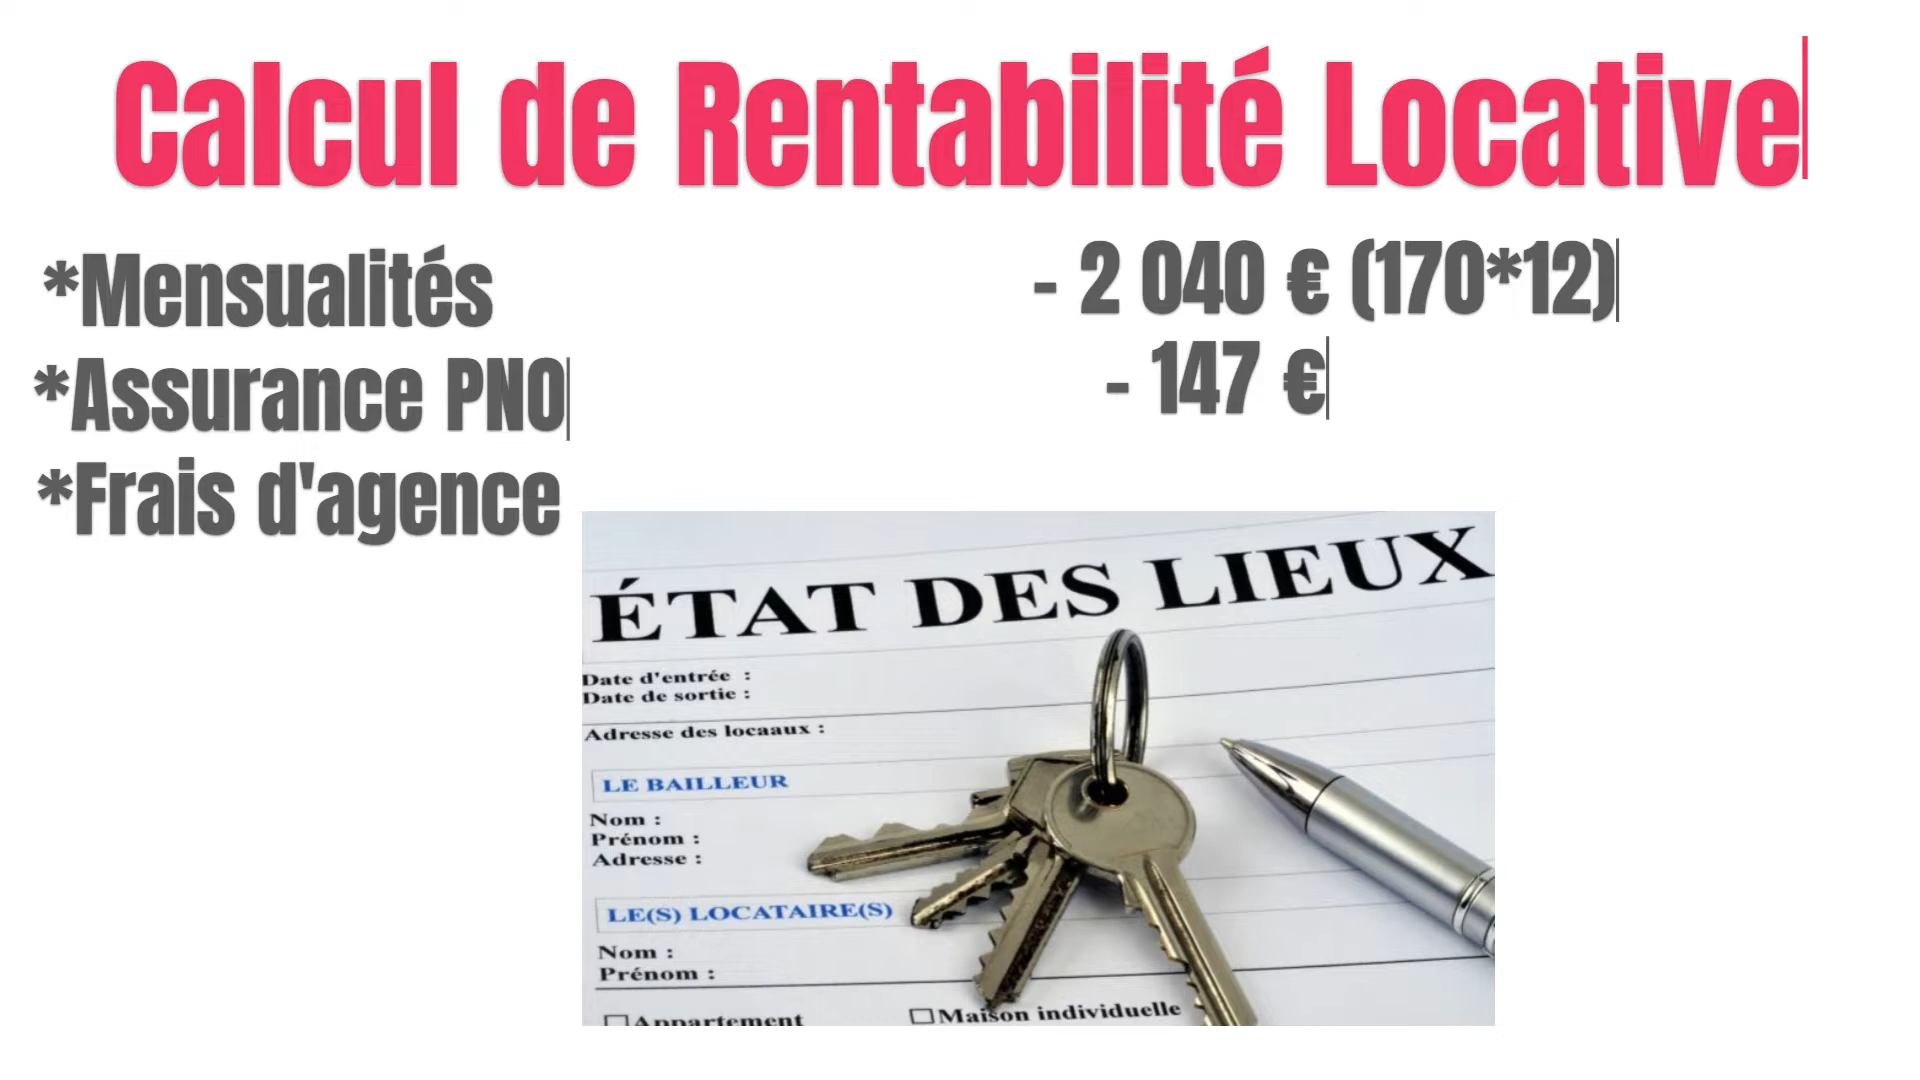 Calcul de Rentabilité Locative
*Mensualités - 2 040 € (170*12)
*Assurance PNO - 147 €
*Frais d'agence
ÉTAT DES LIEUX
Date d'entrée :
Date de sortie :
Adresse des locaaux :
LE BAILLEUR
Nom :
Prénom :
Adresse :
LE(S) LOCATAIRE(S)
Nom :
Prénom :
Appartement Maison individuelle